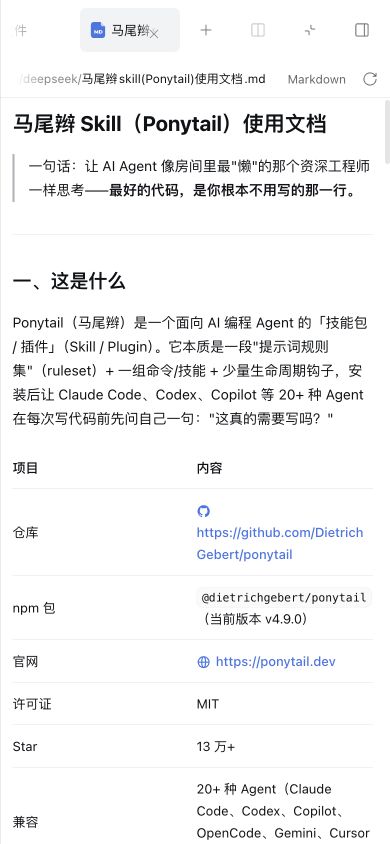 件
马尾辫
/deepseek/马尾辫skill(Ponytail)使用文档.md
Markdown
马尾辫 Skill（Ponytail）使用文档
一句话：让 AI Agent 像房间里最"懒"的那个资深工程师
一样思考——最好的代码，是你根本不用写的那一行。
一、这是什么
Ponytail（马尾辫）是一个面向 AI 编程 Agent 的「技能包
/ 插件」（Skill / Plugin）。它本质是一段"提示词规则
集"（ruleset）+ 一组命令/技能 + 少量生命周期钩子，安
装后让 Claude Code、Codex、Copilot 等 20+ 种 Agent
在每次写代码前先问自己一句："这真的需要写吗？"
项目
内容
仓库
https://github.com/Dietrich
Gebert/ponytail
npm 包
@dietrichgebert/ponytail
（当前版本 v4.9.0）
官网
https://ponytail.dev
许可证
MIT
Star
13 万+
兼容
20+ 种 Agent（Claude
Code、Codex、Copilot、
OpenCode、Gemini、Cursor